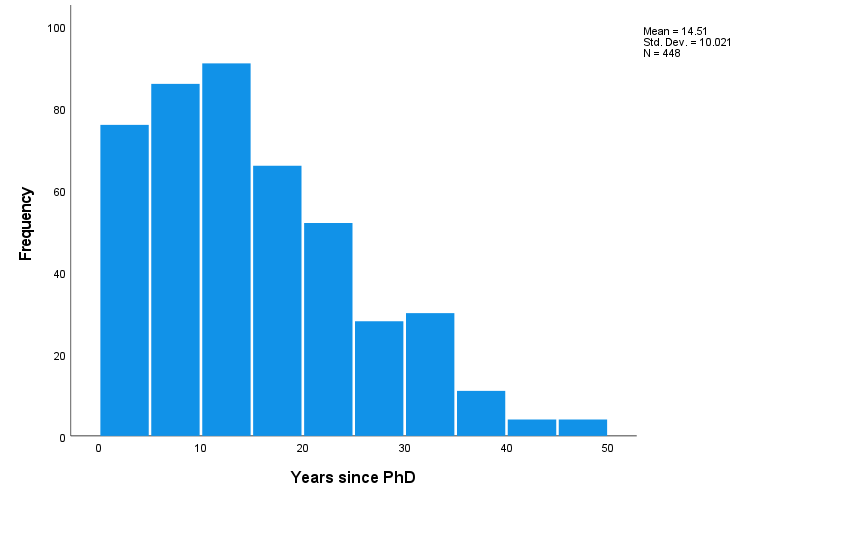 Mean = 14.51
Std. Dev. = 10.021
N = 448
100
80
60
40
20
0
Frequency
0 10 20 30 40 50
Years since PhD